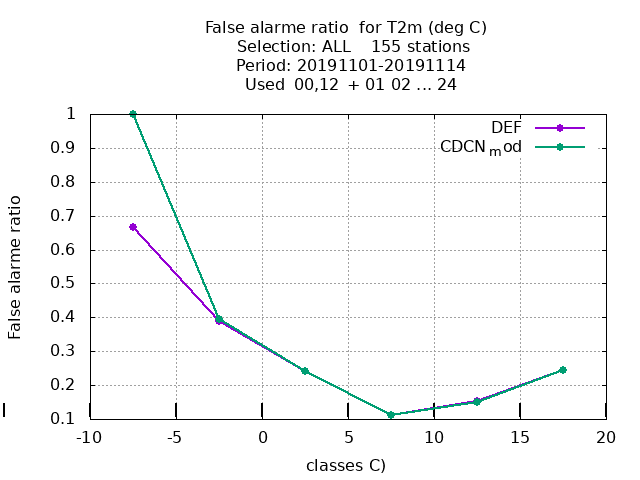 False alarme ratio for T2m (deg C)
Selection: ALL 155 stations
Period: 20191101-20191114
Used 00,12 + 01 02 ... 24
DEF
CDCNmod
1
0.9
0.8
0.7
0.6
0.5
0.4
0.3
0.2
0.1
False alarme ratio
-10 -5 0 5 10 15 20
classes C)